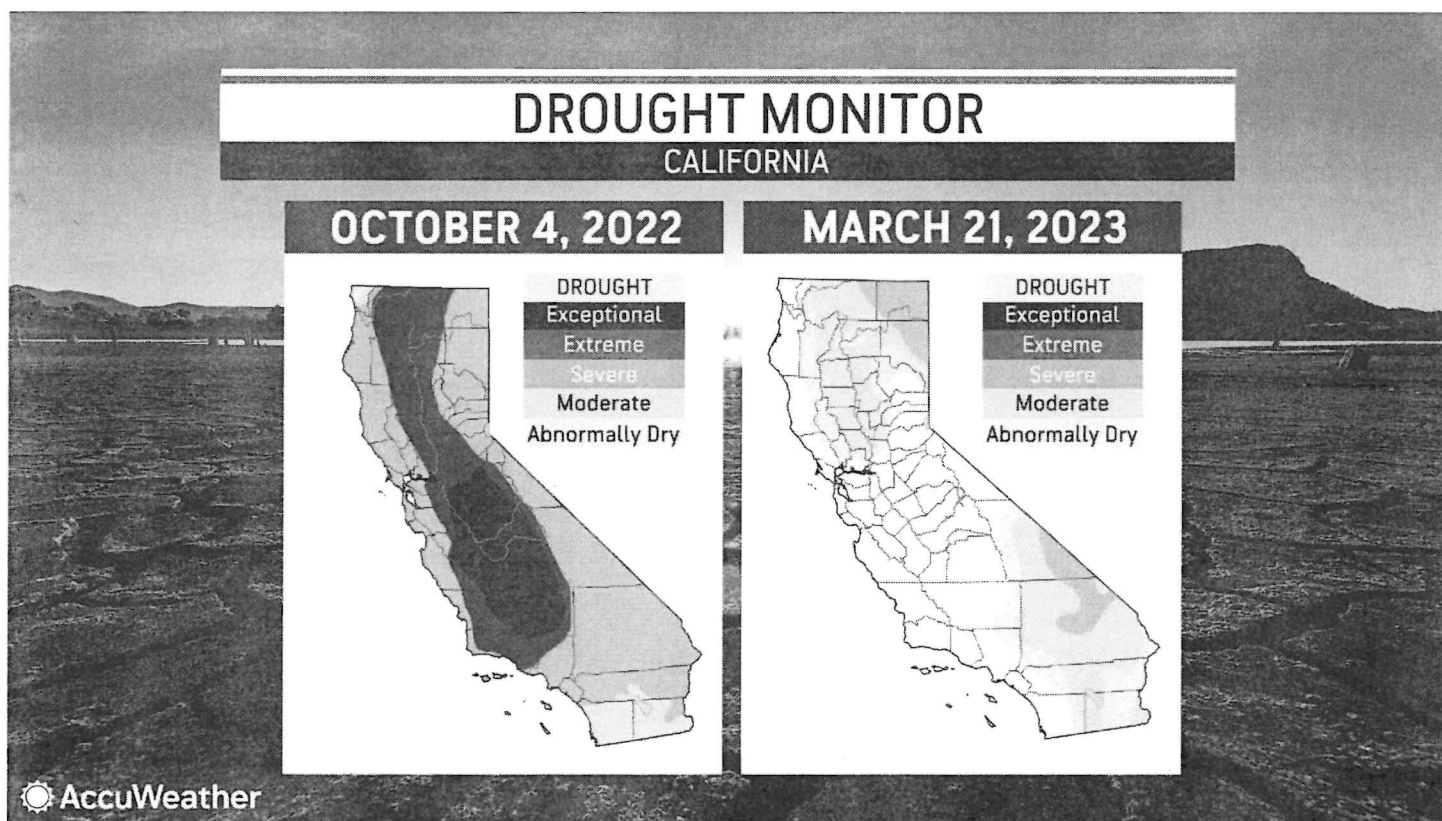 DROUGHT MONITOR
CALIFORNIA
OCTOBER 4, 2022
DROUGHT
Exceptional
Extreme
Severe
Moderate
Abnormally Dry
MARCH 21, 2023
DROUGHT
Exceptional
Extreme
Severe
Moderate
Abnormally Dry
AccuWeather